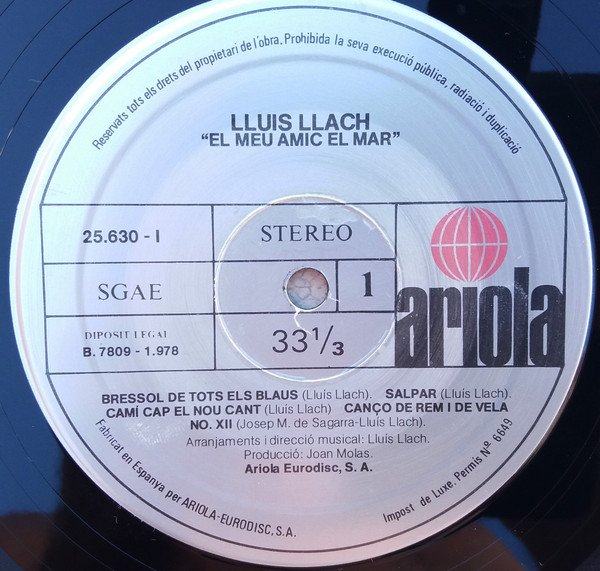 Reservats tots els drets del propietari de l'obra. Prohibida la seva execució pública, radiació i duplicació
LLUIS LLACH
"EL MEU AMIC EL MAR"
25.630 - I
STEREO
SGAE
1
ariola
DIPOSIT LEGAL
B. 7809 - 1.978
33 1/3
BRESSOL DE TOTS ELS BLAUS (Lluís Llach). SALPAR (Lluís Llach).
CAMÍ CAP EL NOU CANT (Lluís Llach) CANÇO DE REM I DE VELA
NO. XII (Josep M. de Sagarra-Lluís Llach).
Arranjaments i direcció musical: Lluís Llach.
Producció: Joan Molas.
Ariola Eurodisc, S. A.
Fabricat en Espanya per ARIOLA-EURODISC, S.A.
Impost de Luxe. Permis Nº 6649